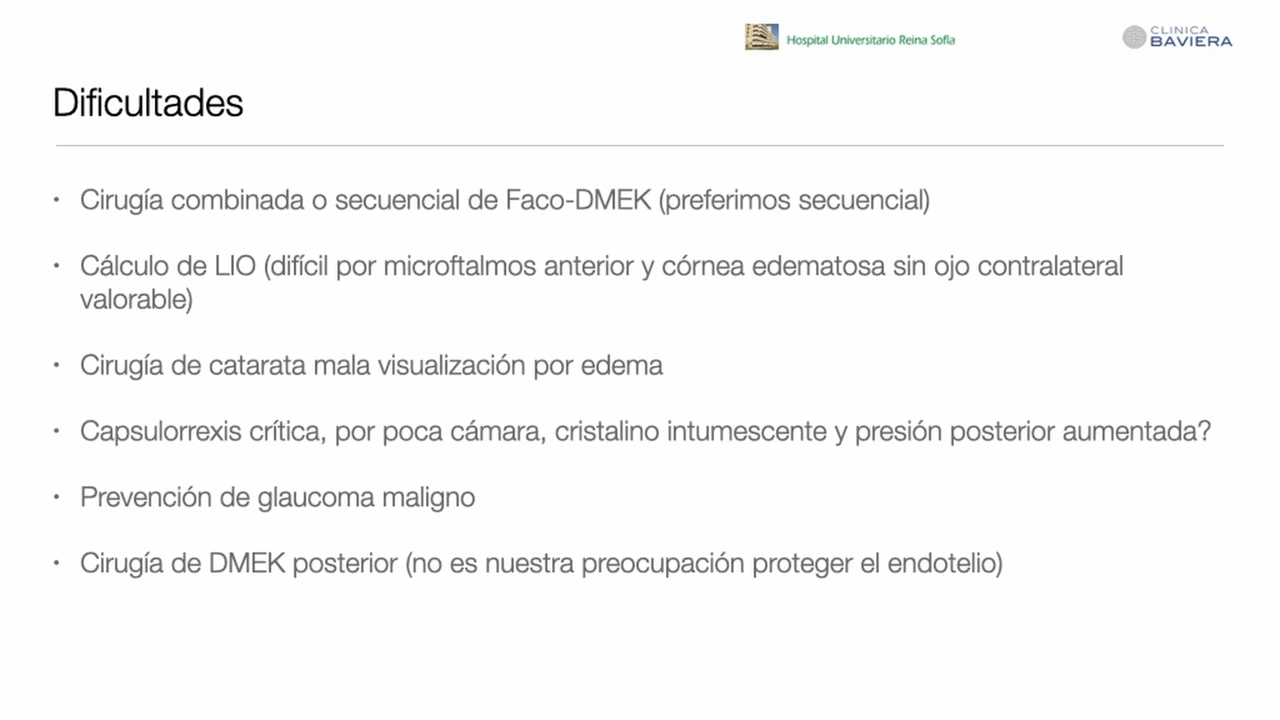 Hospital Universitario Reina Sofia
CLINICA
BAVIERA
Dificultades
• Cirugía combinada o secuencial de Faco-DMEK (preferimos secuencial)
• Cálculo de LIO (difícil por microftalmos anterior y córnea edematosa sin ojo contralateral
valorable)
• Cirugía de catarata mala visualización por edema
• Capsulorrexis crítica, por poca cámara, cristalino intumescente y presión posterior aumentada?
• Prevención de glaucoma maligno
• Cirugía de DMEK posterior (no es nuestra preocupación proteger el endotelio)